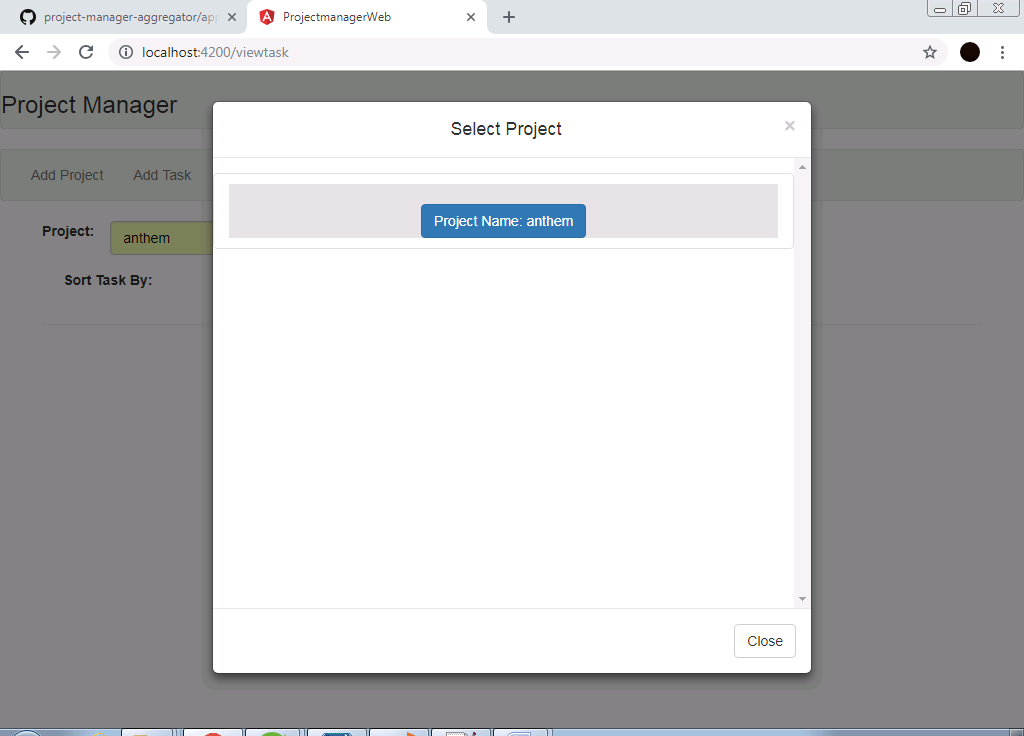 project-manager-aggregator/app
ProjectmanagerWeb
localhost:4200/viewtask
Project Manager
Select Project
×
Add Project
Add Task
Project Name: anthem
Project:
anthem
Sort Task By:
Close